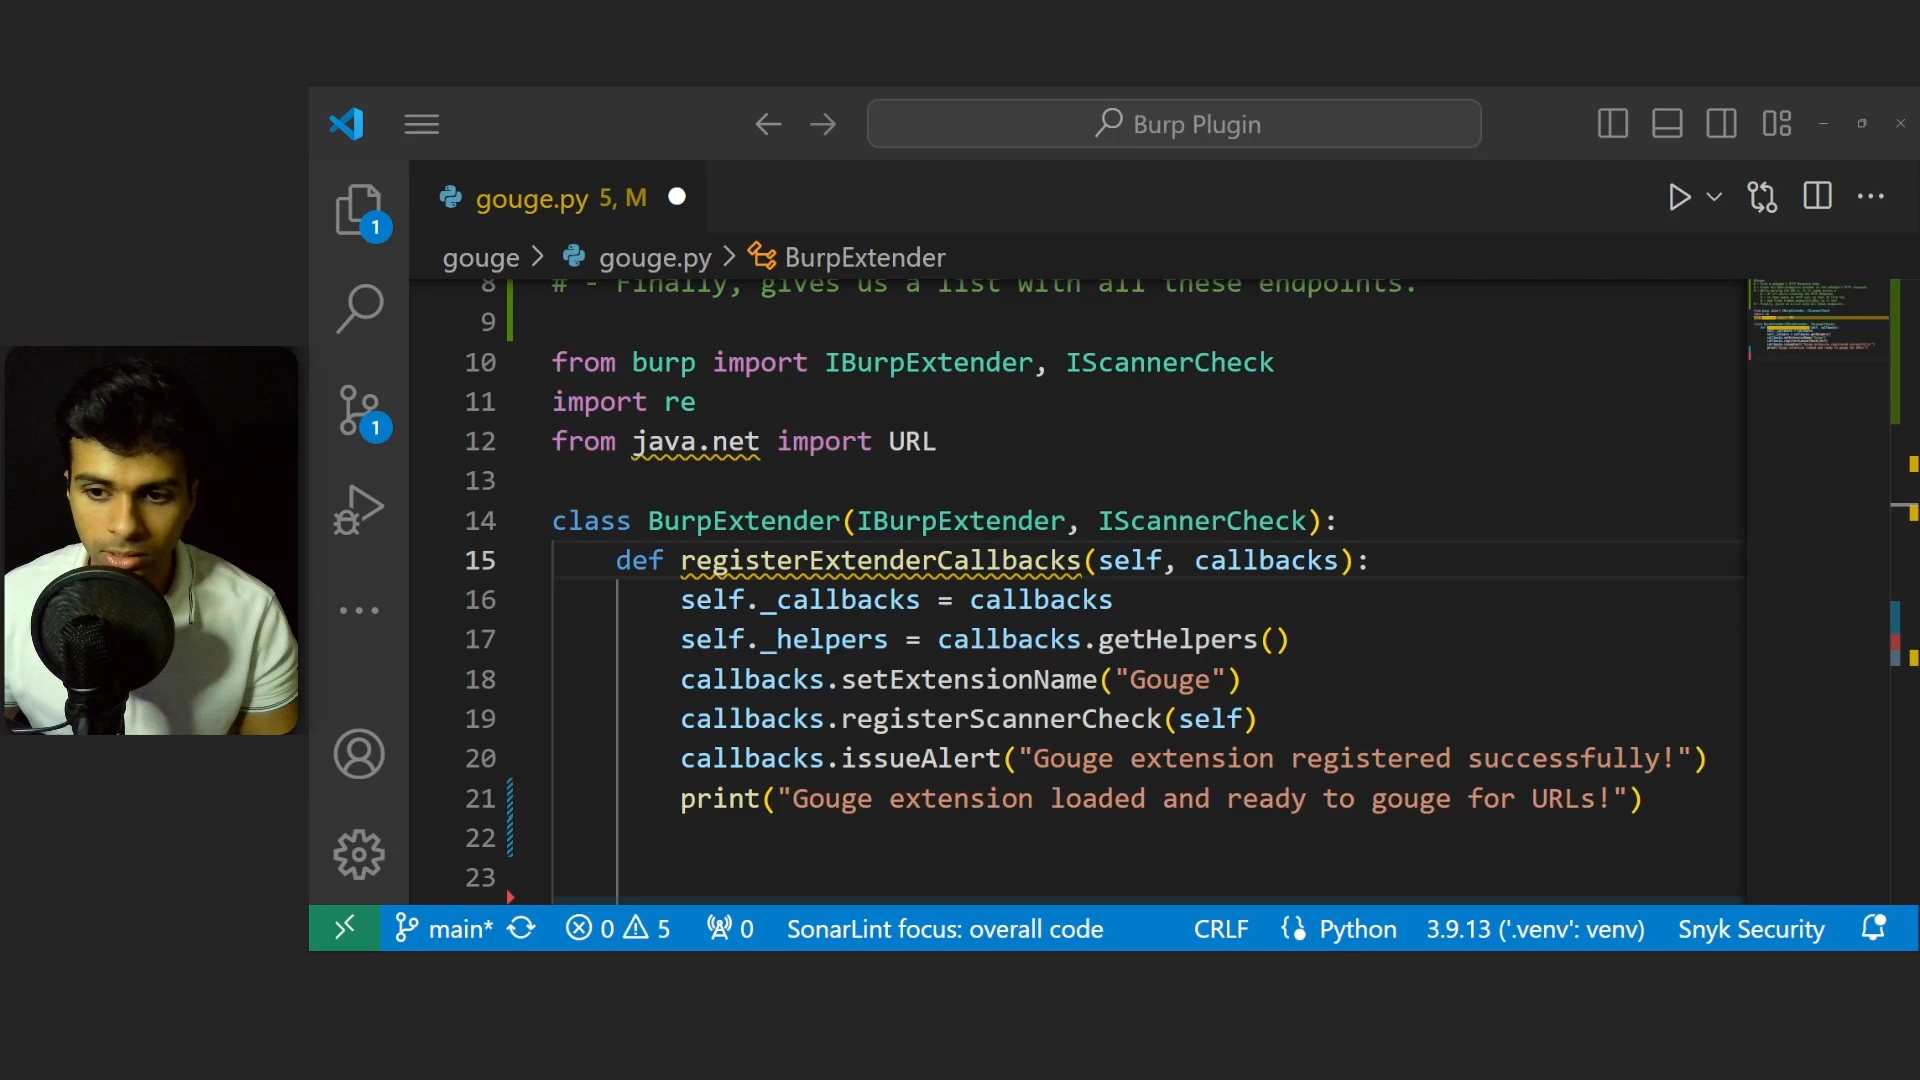 Burp Plugin
gouge.py 5, M
1
gouge > gouge.py > BurpExtender
8 # - Finally, gives us a list with all these endpoints.
9
10 from burp import IBurpExtender, IScannerCheck
11 import re
12 from java.net import URL
13
14 class BurpExtender(IBurpExtender, IScannerCheck):
15 def registerExtenderCallbacks(self, callbacks):
16 self._callbacks = callbacks
17 self._helpers = callbacks.getHelpers()
18 callbacks.setExtensionName("Gouge")
19 callbacks.registerScannerCheck(self)
20 callbacks.issueAlert("Gouge extension registered successfully!")
21 print("Gouge extension loaded and ready to gouge for URLs!")
22
23
1
main* 0 5 0 SonarLint focus: overall code CRLF Python 3.9.13 ('.venv': venv) Snyk Security